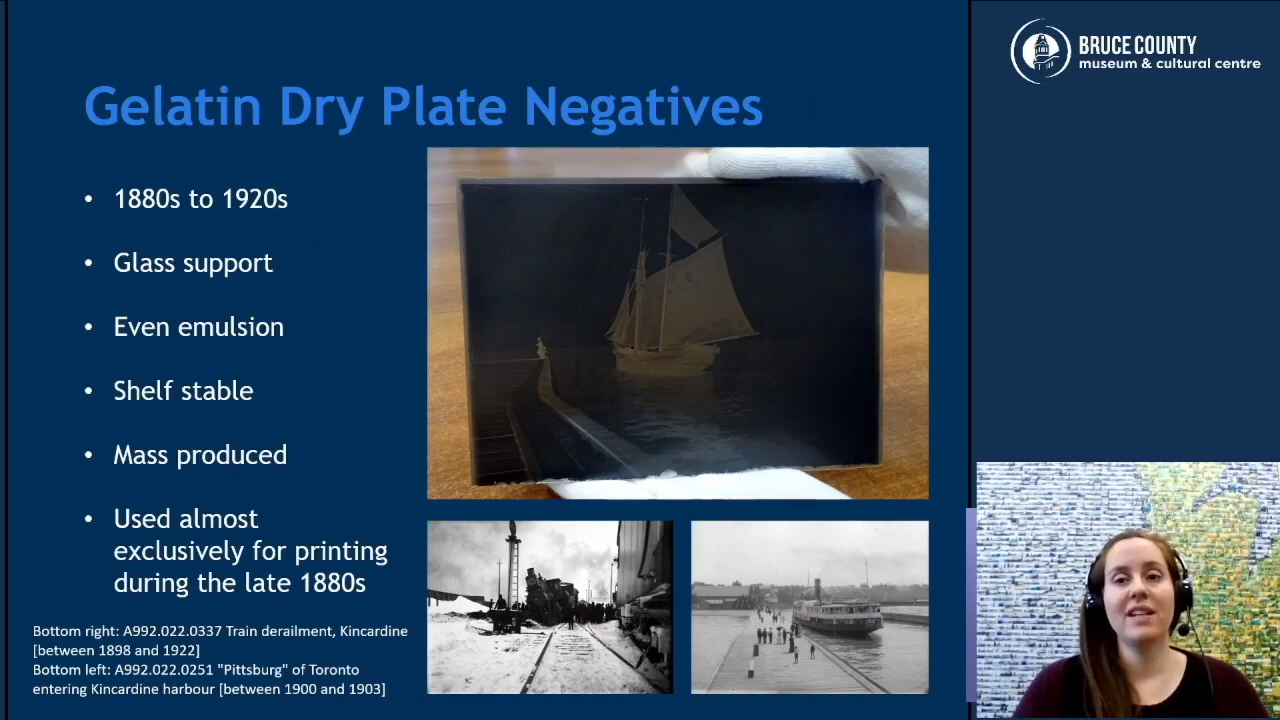 BRUCE COUNTY
museum & cultural centre
Gelatin Dry Plate Negatives
• 1880s to 1920s
• Glass support
• Even emulsion
• Shelf stable
• Mass produced
• Used almost
exclusively for printing
during the late 1880s
Bottom right: A992.022.0337 Train derailment, Kincardine
[between 1898 and 1922]
Bottom left: A992.022.0251 "Pittsburg" of Toronto
entering Kincardine harbour [between 1900 and 1903]